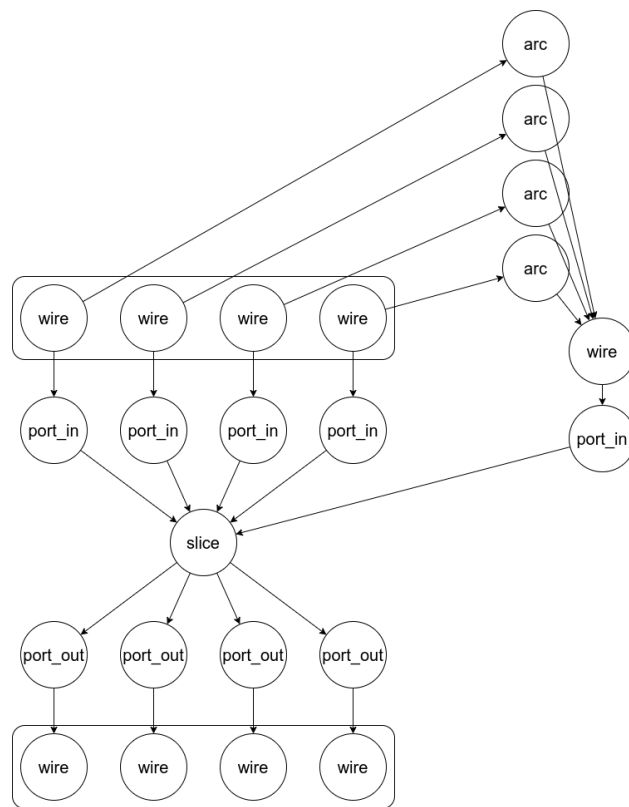 arc
arc
arc
arc
wire wire wire wire
wire
port_in port_in port_in port_in
port_in
slice
port_out port_out port_out port_out
wire wire wire wire